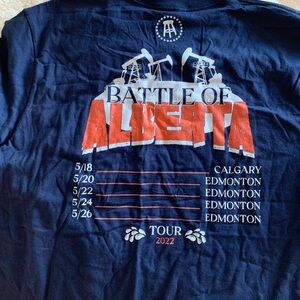 BATTLE OF
ALBERTA
5/18 CALGARY
5/20 EDMONTON
5/22 EDMONTON
5/24 EDMONTON
5/26 EDMONTON
TOUR
2022